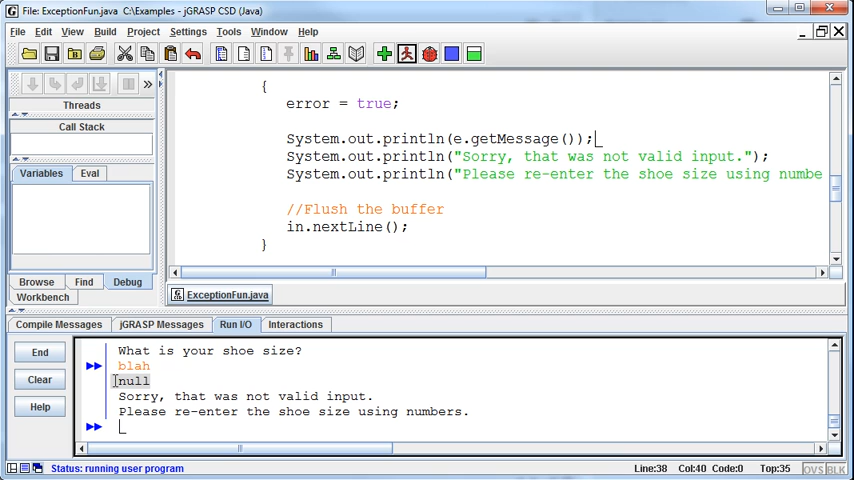 File: ExceptionFun.java C:\Examples - jGRASP CSD (Java)
File Edit View Build Project Settings Tools Window Help
Threads
Call Stack
Variables Eval
Browse Find Debug
Workbench
{
error = true;
System.out.println(e.getMessage());
System.out.println("Sorry, that was not valid input.");
System.out.println("Please re-enter the shoe size using numbe
//Flush the buffer
in.nextLine();
}
ExceptionFun.java
Compile Messages jGRASP Messages Run I/O Interactions
End
Clear
Help
What is your shoe size?
blah
null
Sorry, that was not valid input.
Please re-enter the shoe size using numbers.
Status: running user program Line:38 Col:40 Code:0 Top:35 OVS BLK